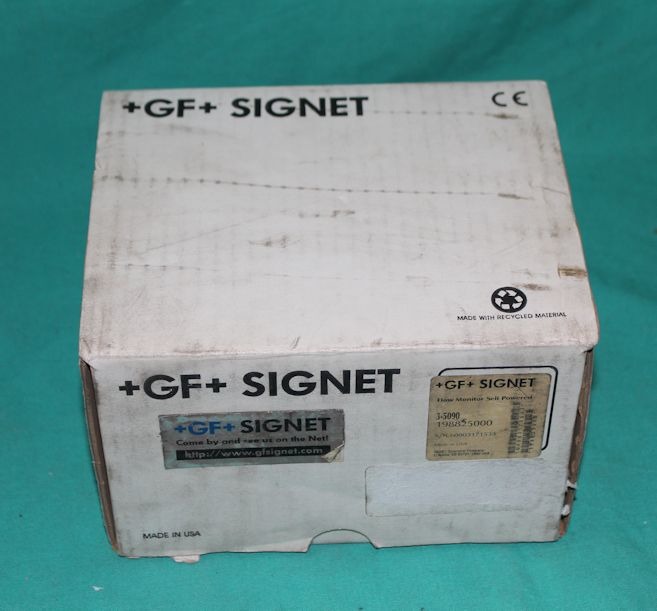 +GF+ SIGNET
CE
MADE WITH RECYCLED MATERIAL
+GF+ SIGNET
+GF+ SIGNET
Come by and see us on the Net!
http://www.gfsignet.com
+GF+ SIGNET
Flow Monitor Self Powered
3-5090
198825000
MADE IN USA